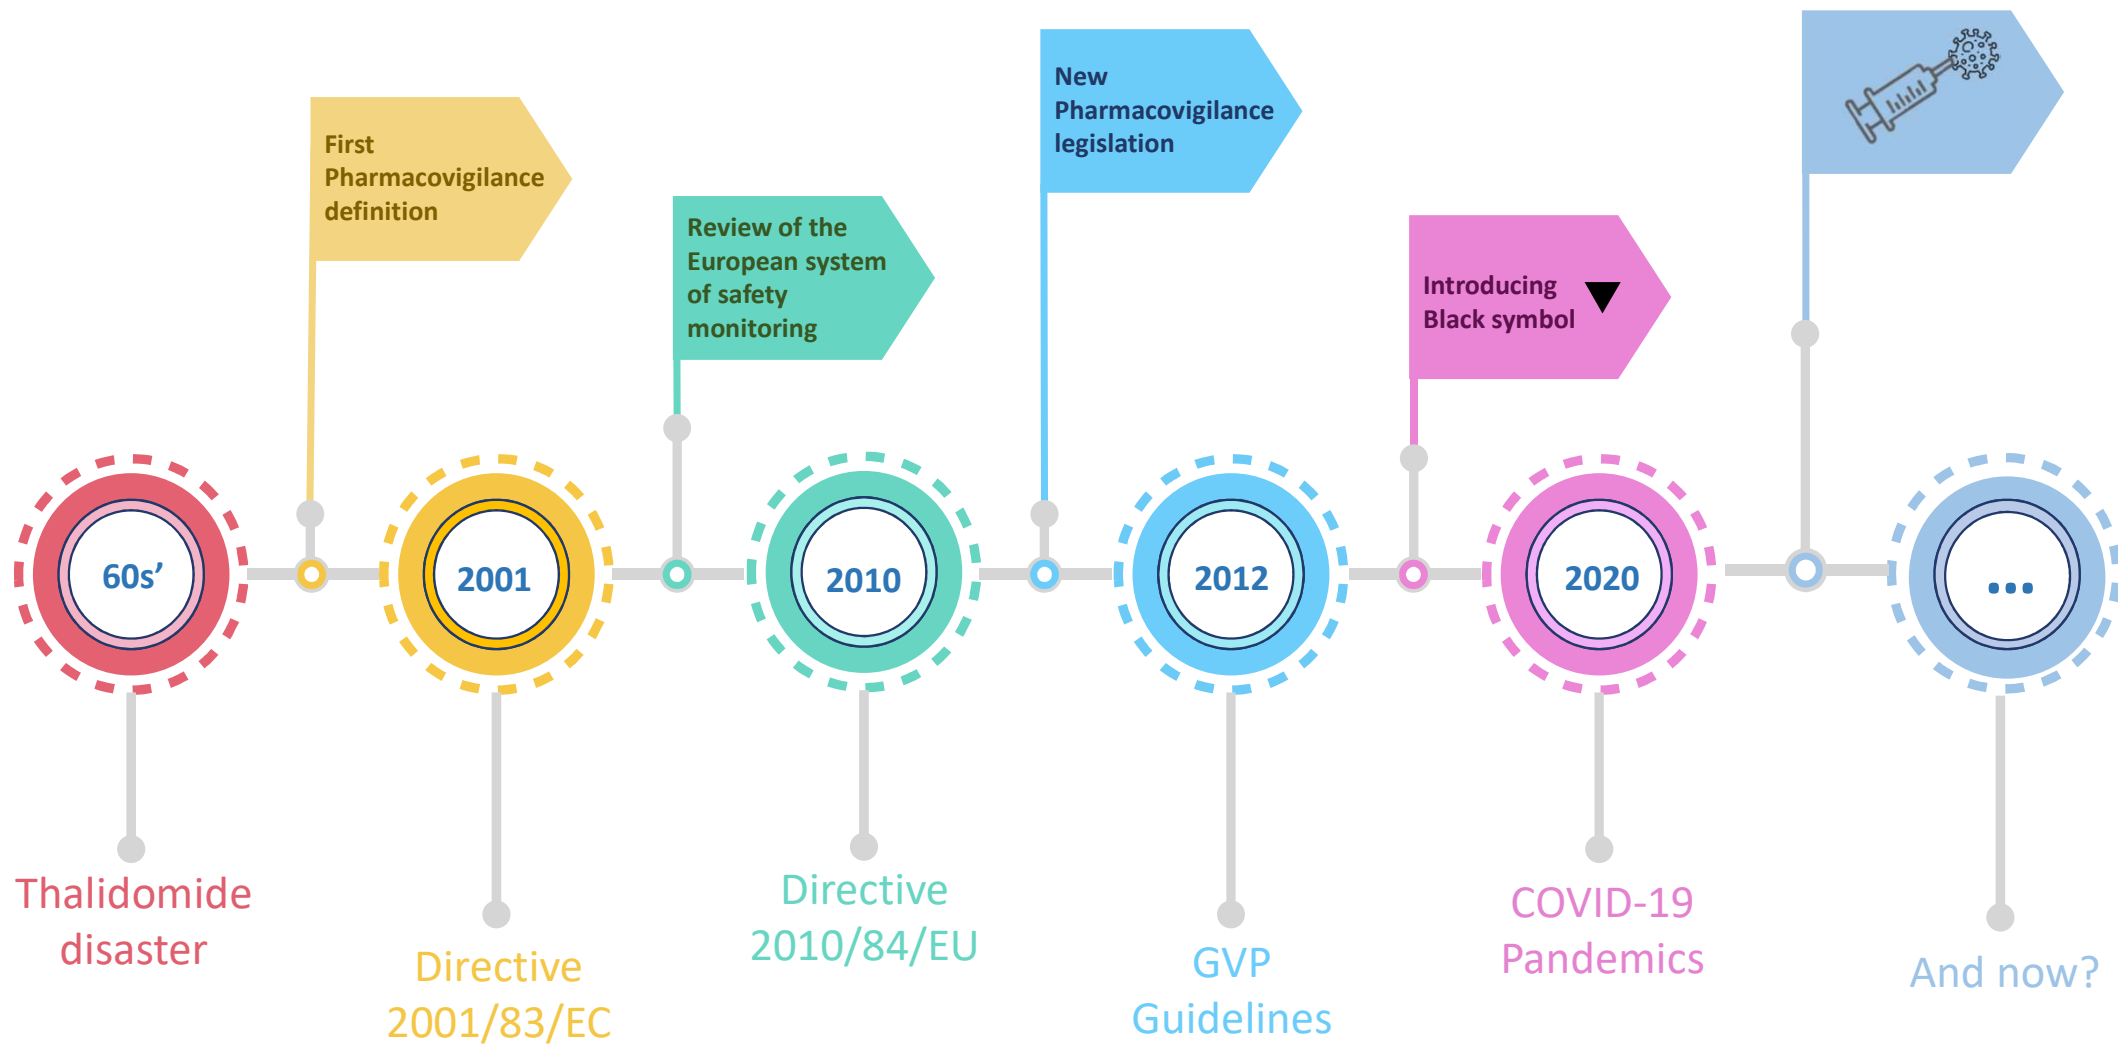 First
Pharmacovigilance
definition
Review of the
European system
of safety
monitoring
New
Pharmacovigilance
legislation
Introducing
Black symbol
60s’
2001
2010
2012
2020
...
Thalidomide
disaster
Directive
2001/83/EC
Directive
2010/84/EU
GVP
Guidelines
COVID-19
Pandemics
And now?